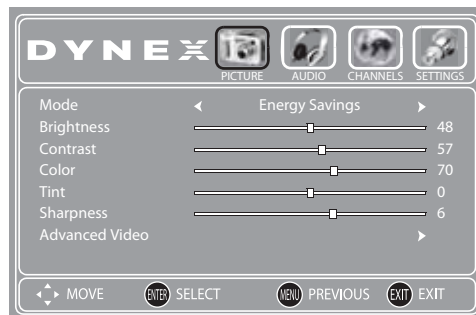 DYNEX
PICTURE AUDIO CHANNELS SETTINGS
Mode Energy Savings
Brightness 48
Contrast 57
Color 70
Tint 0
Sharpness 6
Advanced Video
MOVE ENTER SELECT MENU PREVIOUS EXIT EXIT